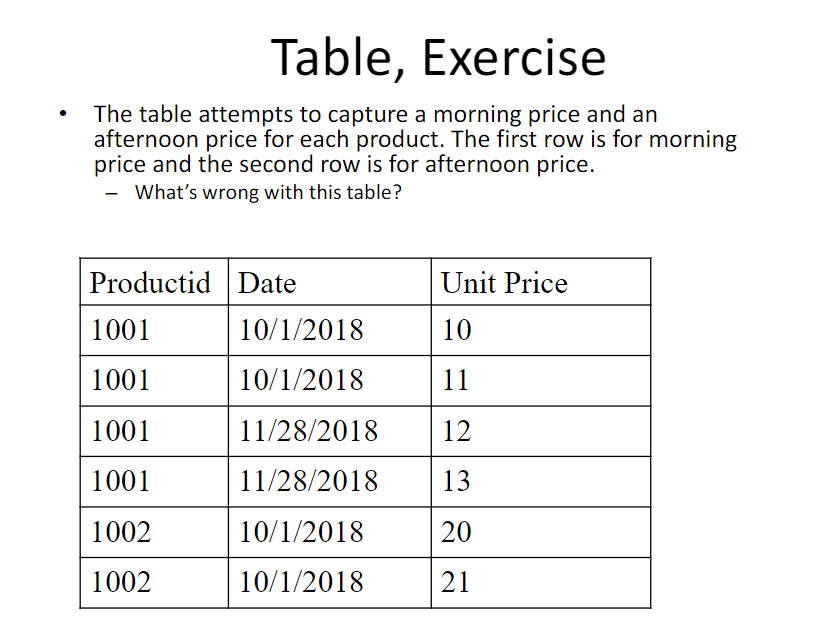 Table, Exercise
• The table attempts to capture a morning price and an
afternoon price for each product. The first row is for morning
price and the second row is for afternoon price.
– What’s wrong with this table?
Productid Date Unit Price
1001 10/1/2018 10
1001 10/1/2018 11
1001 11/28/2018 12
1001 11/28/2018 13
1002 10/1/2018 20
1002 10/1/2018 21